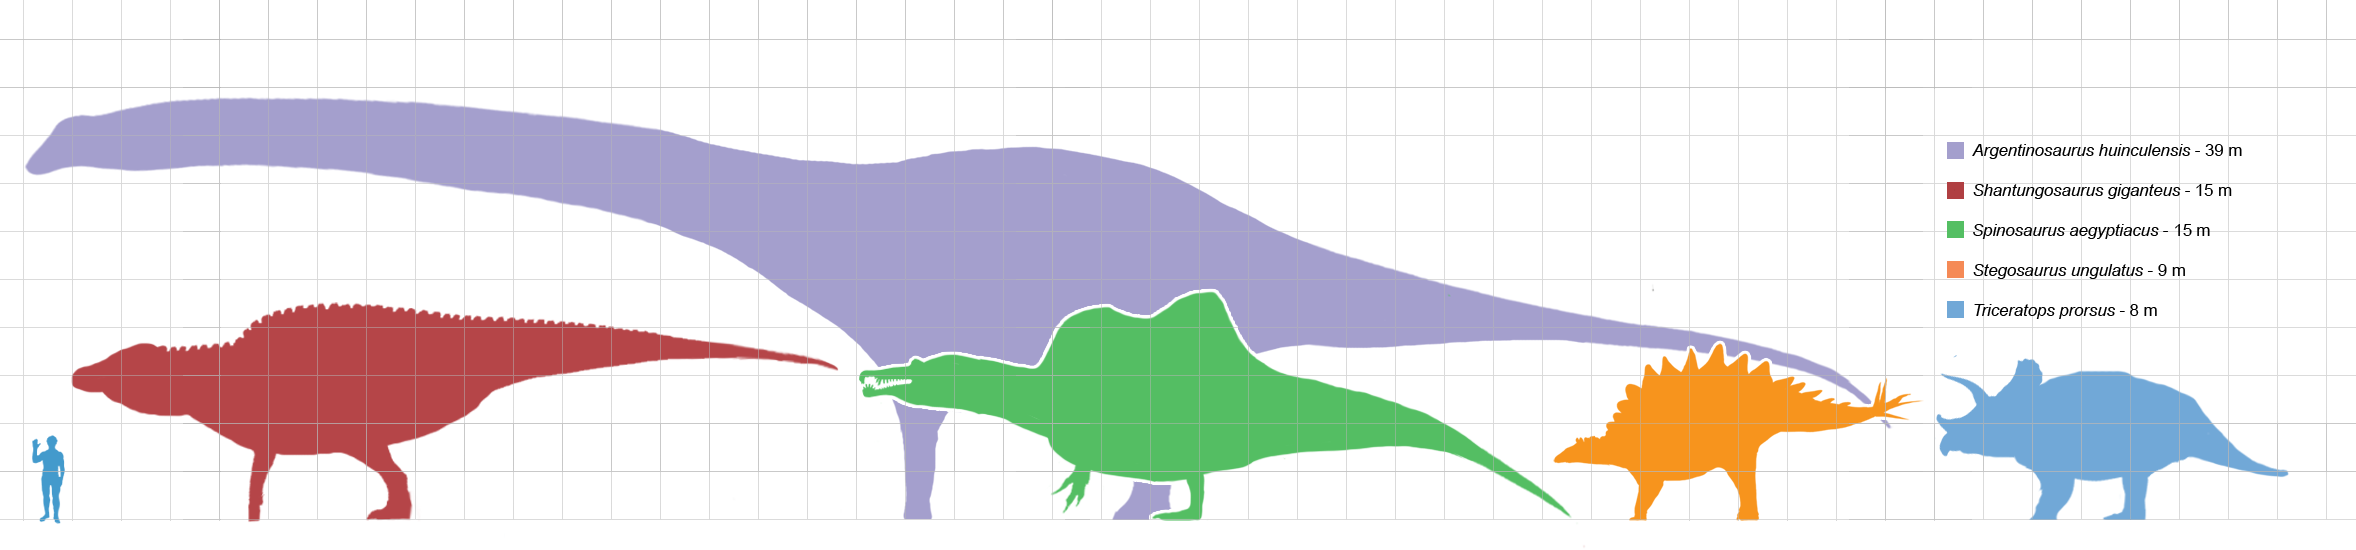 Argentinosaurus huinculensis - 39 m
Shantungosaurus giganteus - 15 m
Spinosaurus aegyptiacus - 15 m
Stegosaurus ungulatus - 9 m
Triceratops prorsus - 8 m